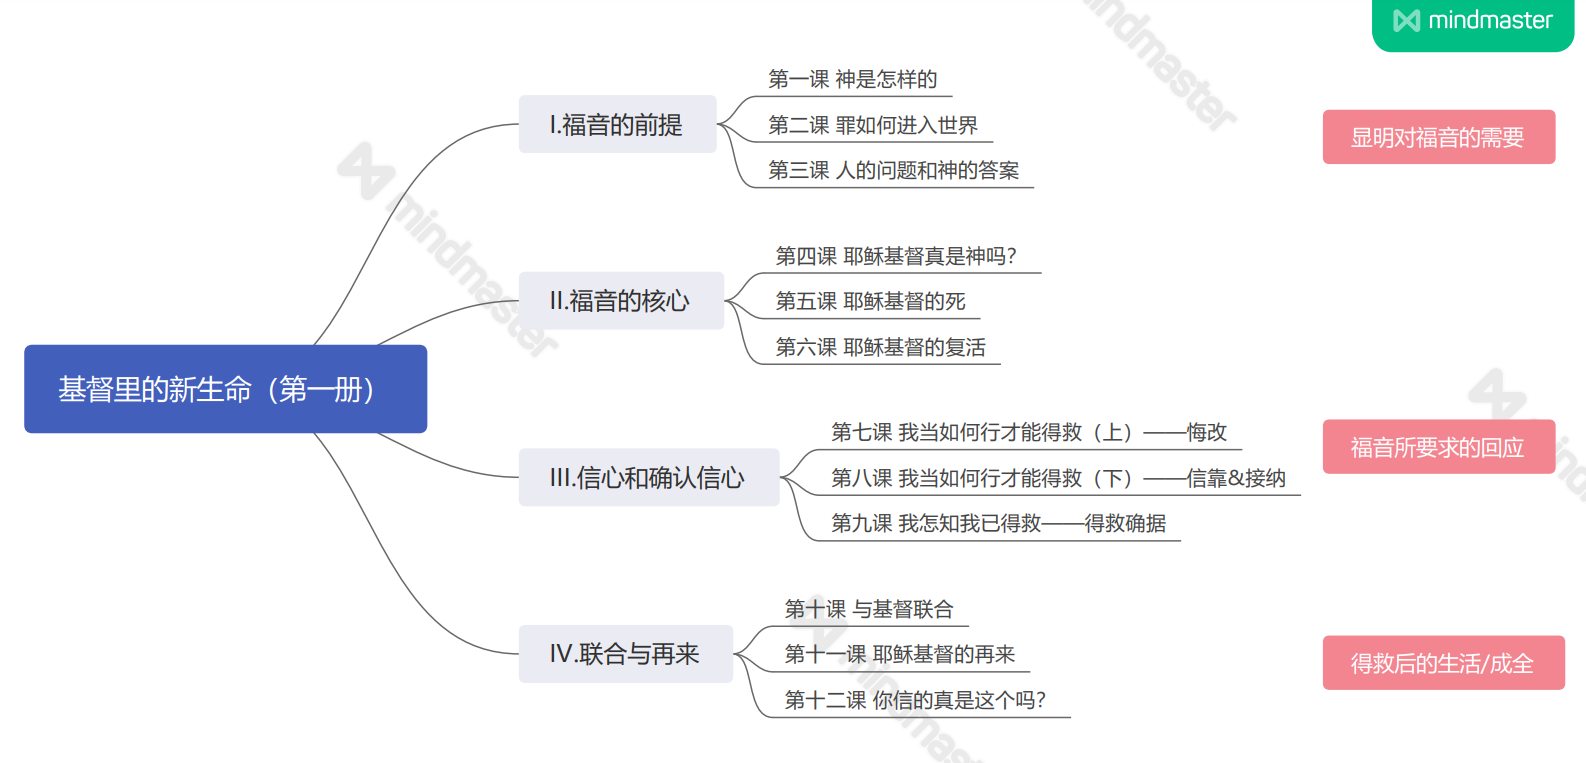 mindmaster
基督里的新生命（第一册）
I.福音的前提
第一课 神是怎样的
第二课 罪如何进入世界
第三课 人的问题和神的答案
显明对福音的需要
II.福音的核心
第四课 耶稣基督真是神吗？
第五课 耶稣基督的死
第六课 耶稣基督的复活
III.信心和确认信心
第七课 我当如何行才能得救（上）——悔改
第八课 我当如何行才能得救（下）——信靠&接纳
第九课 我怎知我已得救——得救确据
福音所要求的回应
IV.联合与再来
第十课 与基督联合
第十一课 耶稣基督的再来
第十二课 你信的真是这个吗？
得救后的生活/成全
mindmaster
mindmaster
mindmaster